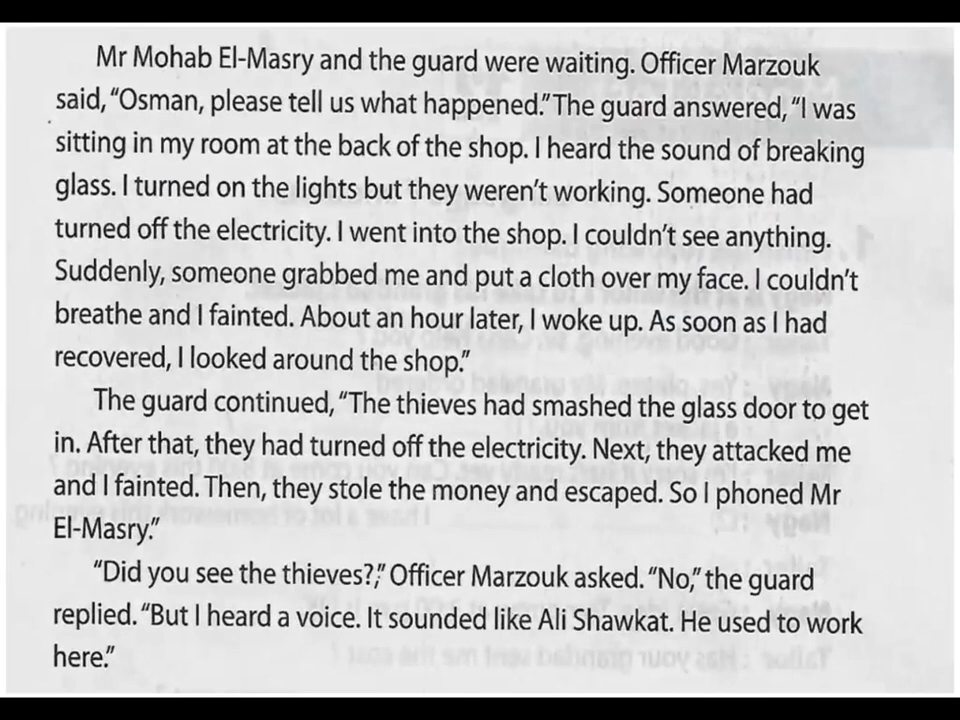 Mr Mohab El-Masry and the guard were waiting. Officer Marzouk
said, “Osman, please tell us what happened.” The guard answered, “I was
sitting in my room at the back of the shop. I heard the sound of breaking
glass. I turned on the lights but they weren’t working. Someone had
turned off the electricity. I went into the shop. I couldn’t see anything.
Suddenly, someone grabbed me and put a cloth over my face. I couldn’t
breathe and I fainted. About an hour later, I woke up. As soon as I had
recovered, I looked around the shop.”
The guard continued, “The thieves had smashed the glass door to get
in. After that, they had turned off the electricity. Next, they attacked me
and I fainted. Then, they stole the money and escaped. So I phoned Mr
El-Masry.”
“Did you see the thieves?,” Officer Marzouk asked. “No,” the guard
replied. “But I heard a voice. It sounded like Ali Shawkat. He used to work
here.”